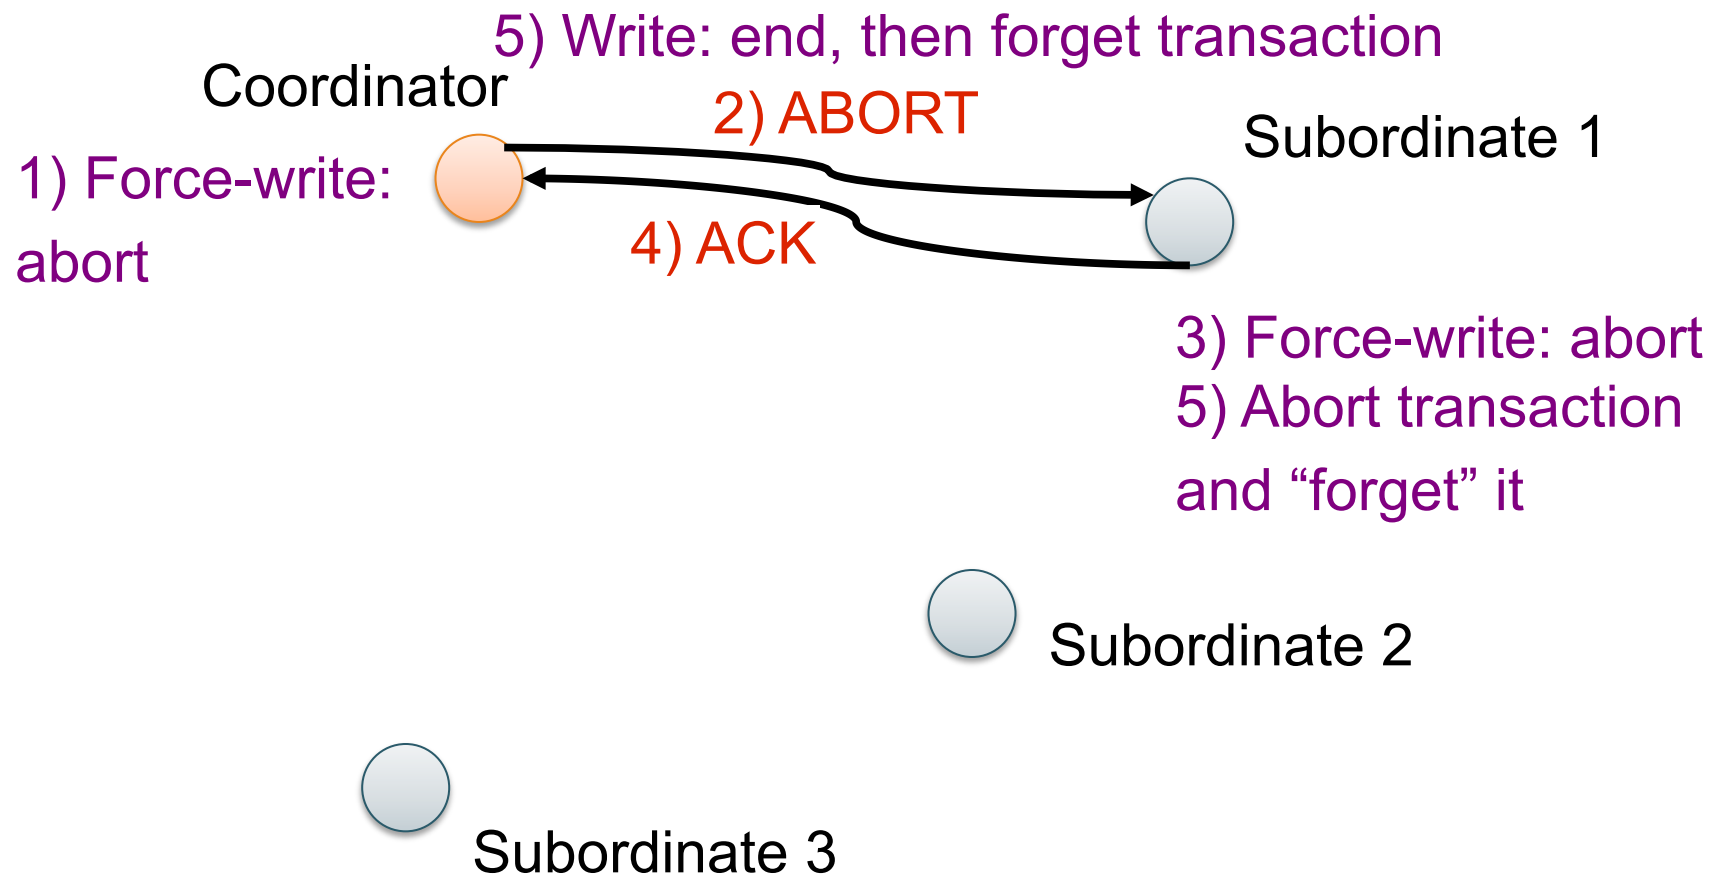 5) Write: end, then forget transaction
Coordinator
2) ABORT
Subordinate 1
1) Force-write:
abort
4) ACK
3) Force-write: abort
5) Abort transaction
and “forget” it
Subordinate 2
Subordinate 3